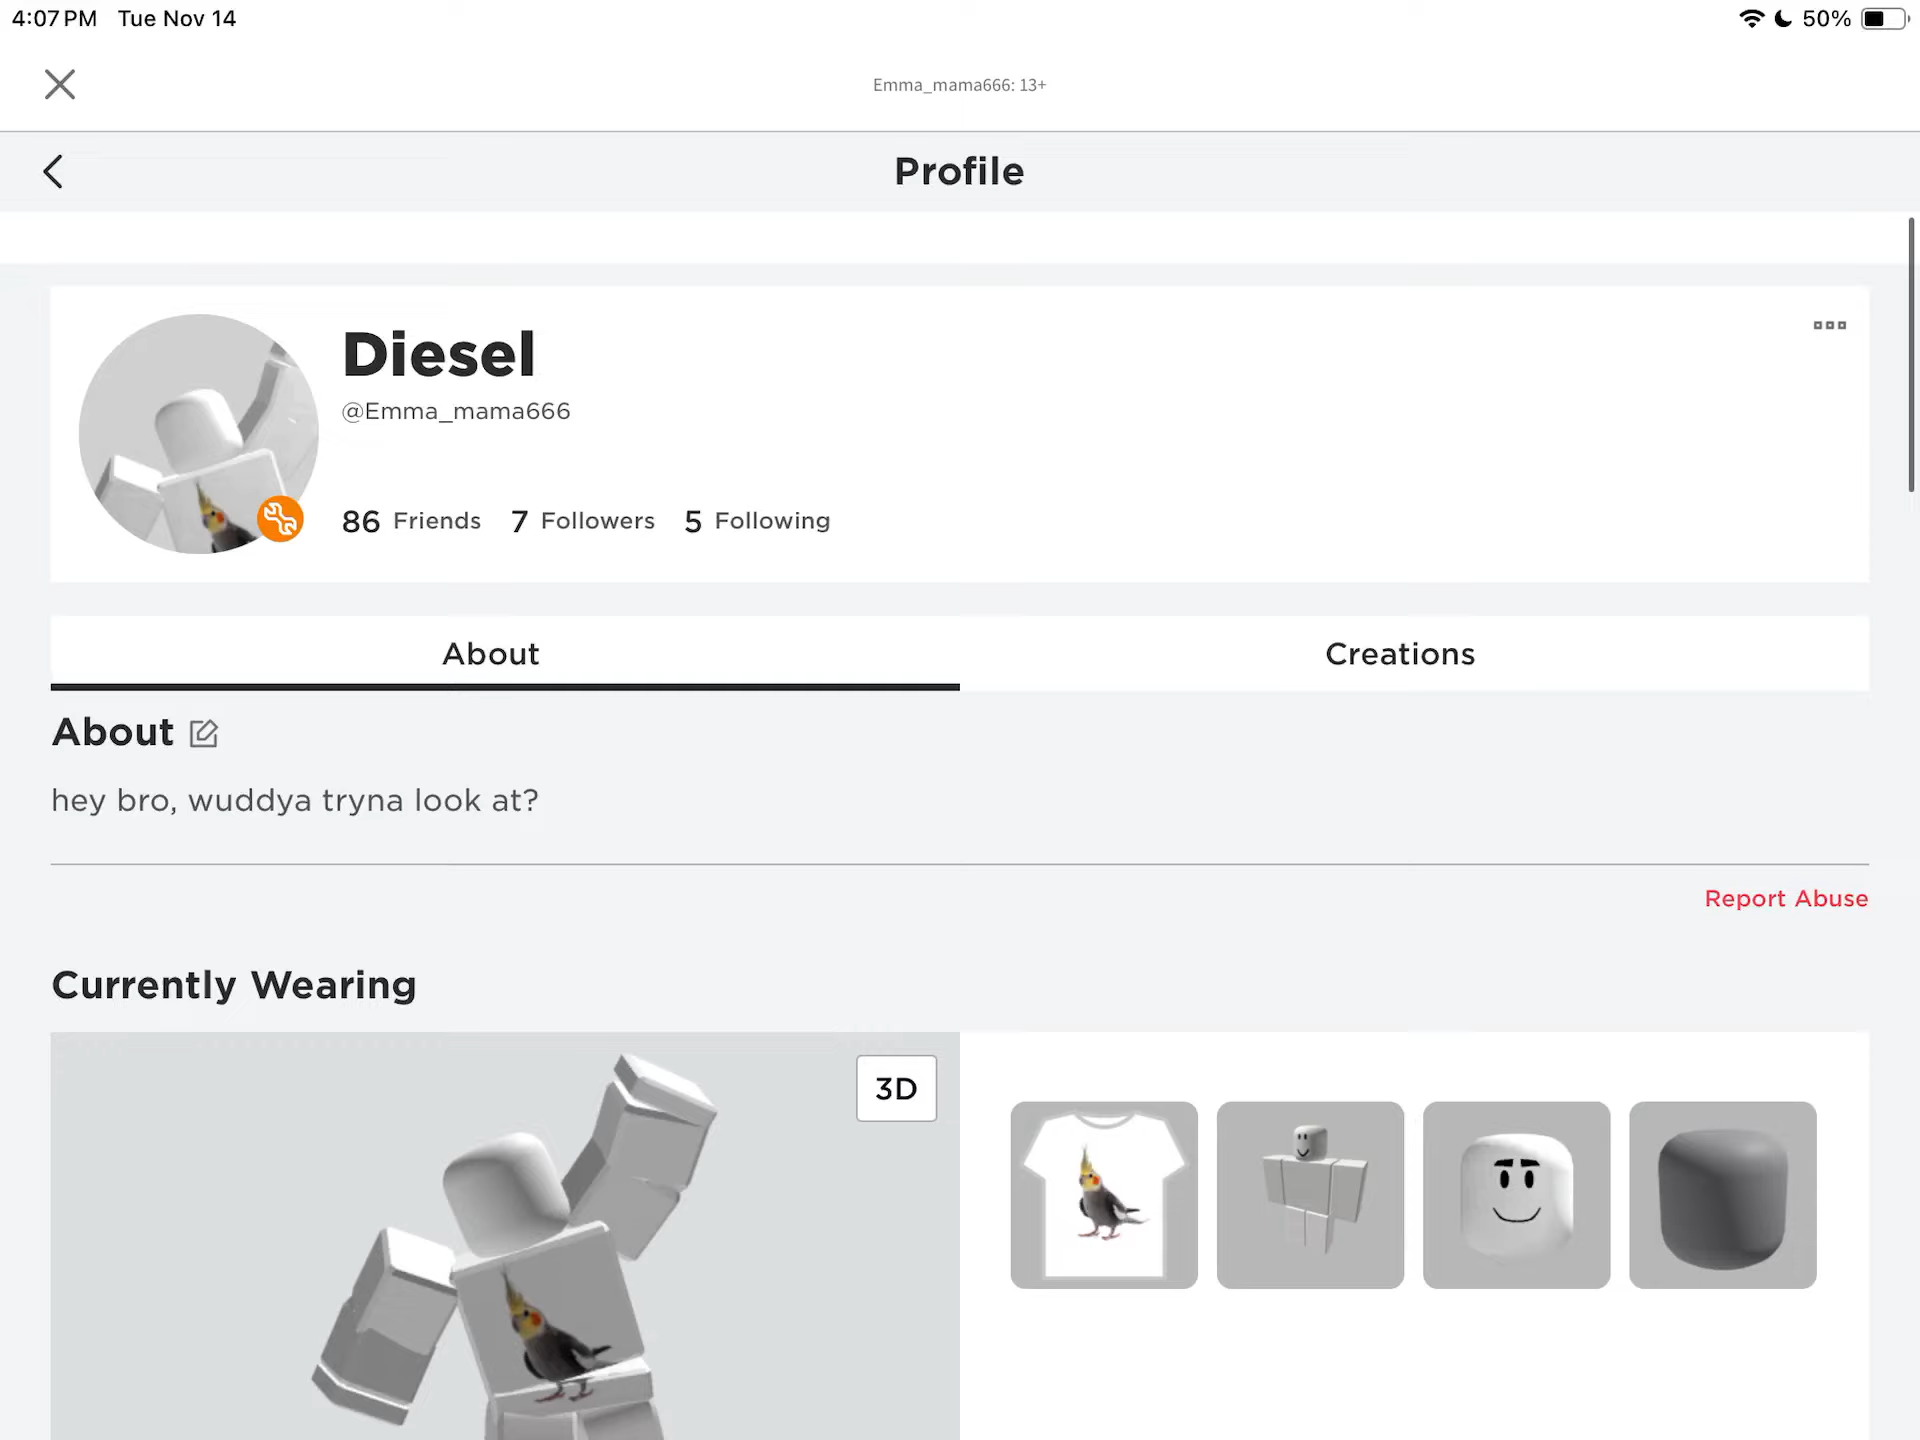 4:07 PM Tue Nov 14 50%
Emma_mama666: 13+
Profile
Diesel
@Emma_mama666
86 Friends 7 Followers 5 Following
About Creations
About
hey bro, wuddya tryna look at?
Report Abuse
Currently Wearing
3D